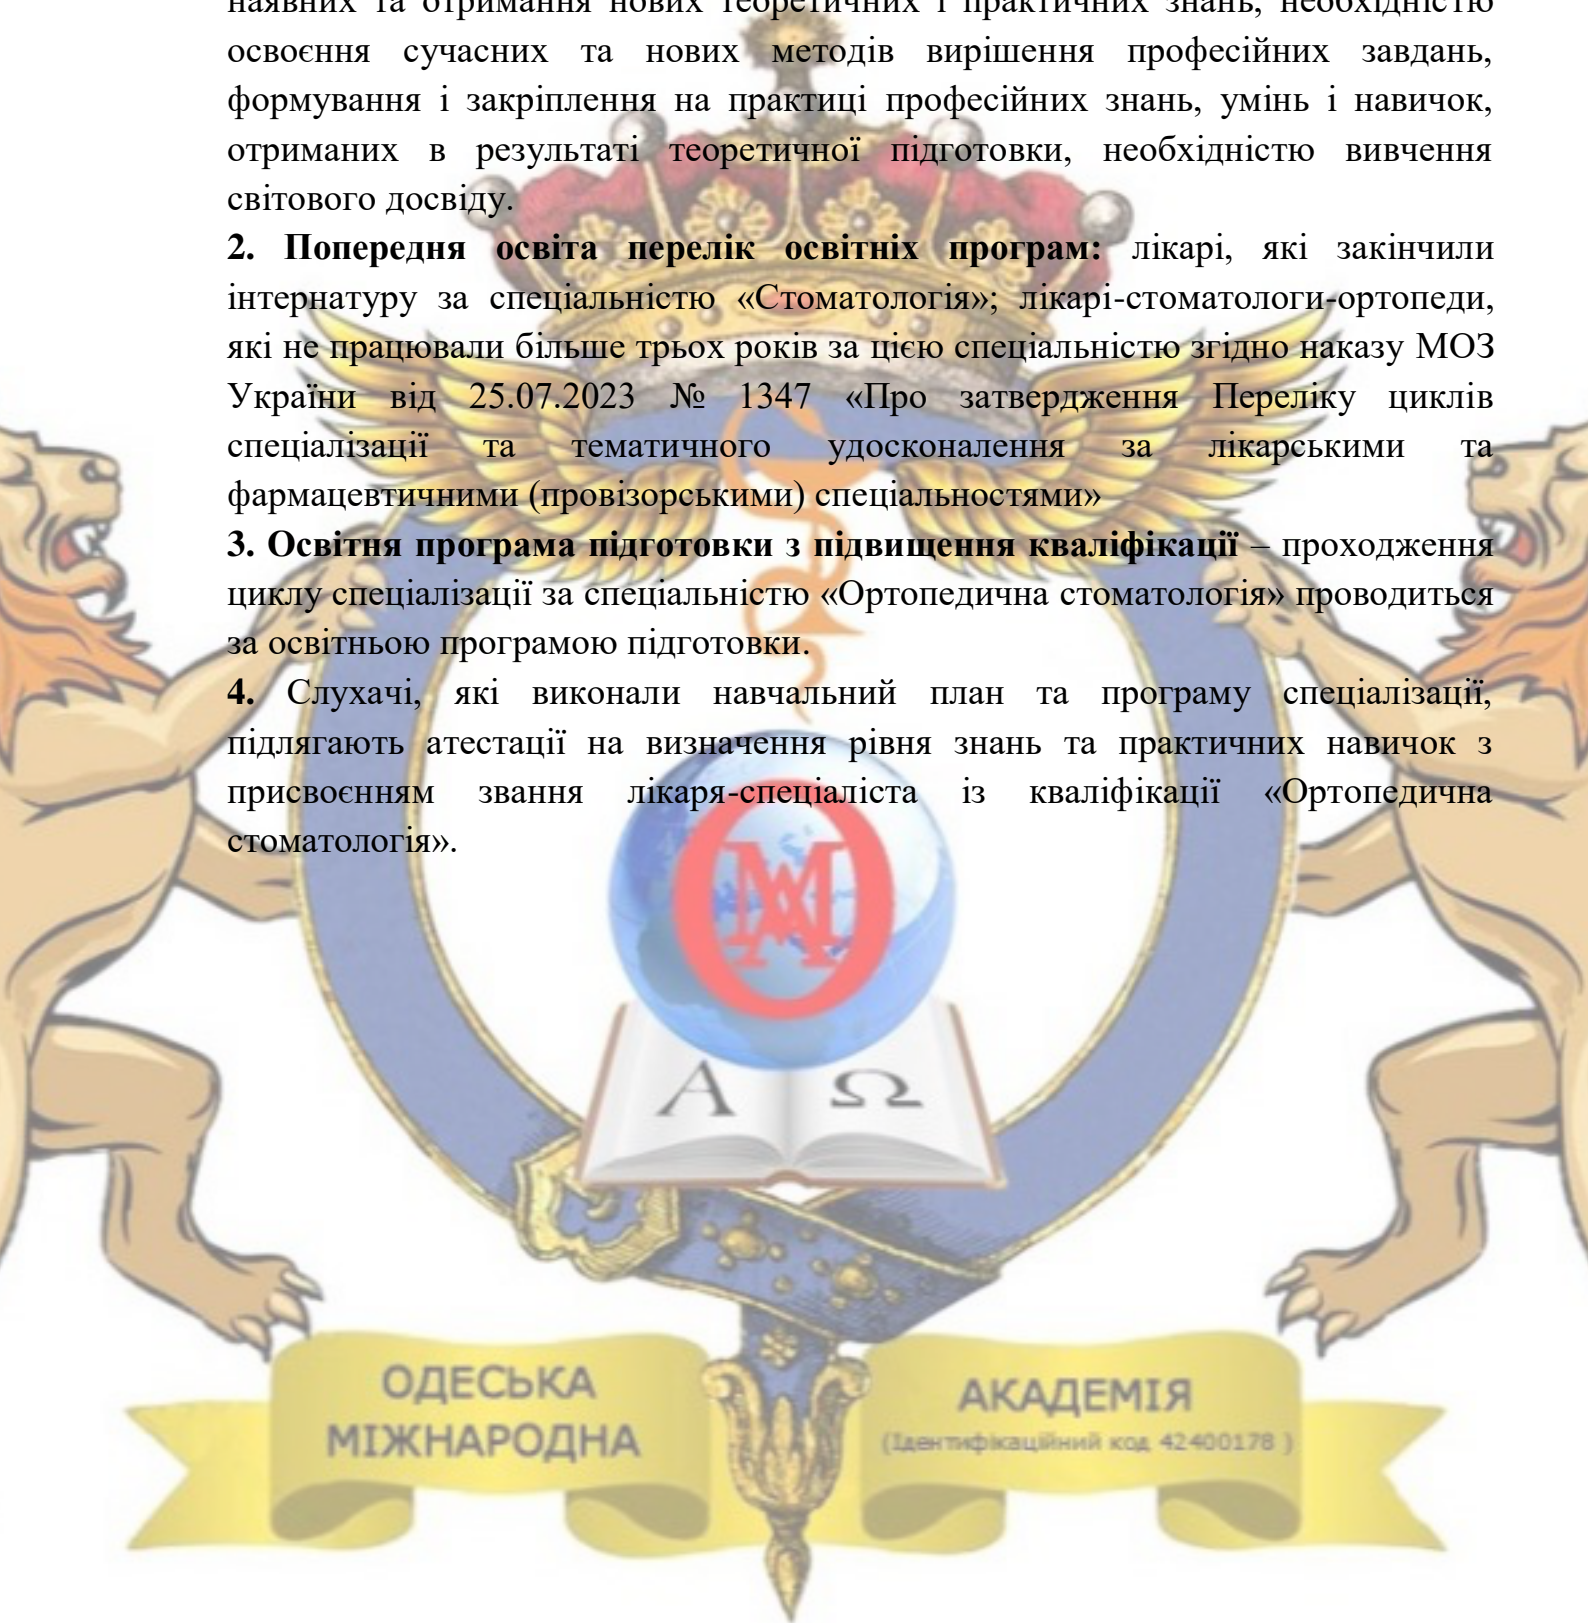 наявних та отримання нових теоретичних і практичних знань, необхідністю
освоєння сучасних та нових методів вирішення професійних завдань,
формування і закріплення на практиці професійних знань, умінь і навичок,
отриманих в результаті теоретичної підготовки, необхідністю вивчення
світового досвіду.
2. Попередня освіта перелік освітніх програм: лікарі, які закінчили
інтернатуру за спеціальністю «Стоматологія»; лікарі-стоматологи-ортопеди,
які не працювали більше трьох років за цією спеціальністю згідно наказу МОЗ
України від 25.07.2023 № 1347 «Про затвердження Переліку циклів
спеціалізації та тематичного удосконалення за лікарськими та
фармацевтичними (провізорськими) спеціальностями»
3. Освітня програма підготовки з підвищення кваліфікації – проходження
циклу спеціалізації за спеціальністю «Ортопедична стоматологія» проводиться
за освітньою програмою підготовки.
4. Слухачі, які виконали навчальний план та програму спеціалізації,
підлягають атестації на визначення рівня знань та практичних навичок з
присвоєнням звання лікаря-спеціаліста із кваліфікації «Ортопедична
стоматологія».
А Ω
ОДЕСЬКА
МІЖНАРОДНА
АКАДЕМІЯ
(Ідентифікаційний код 42400178 )